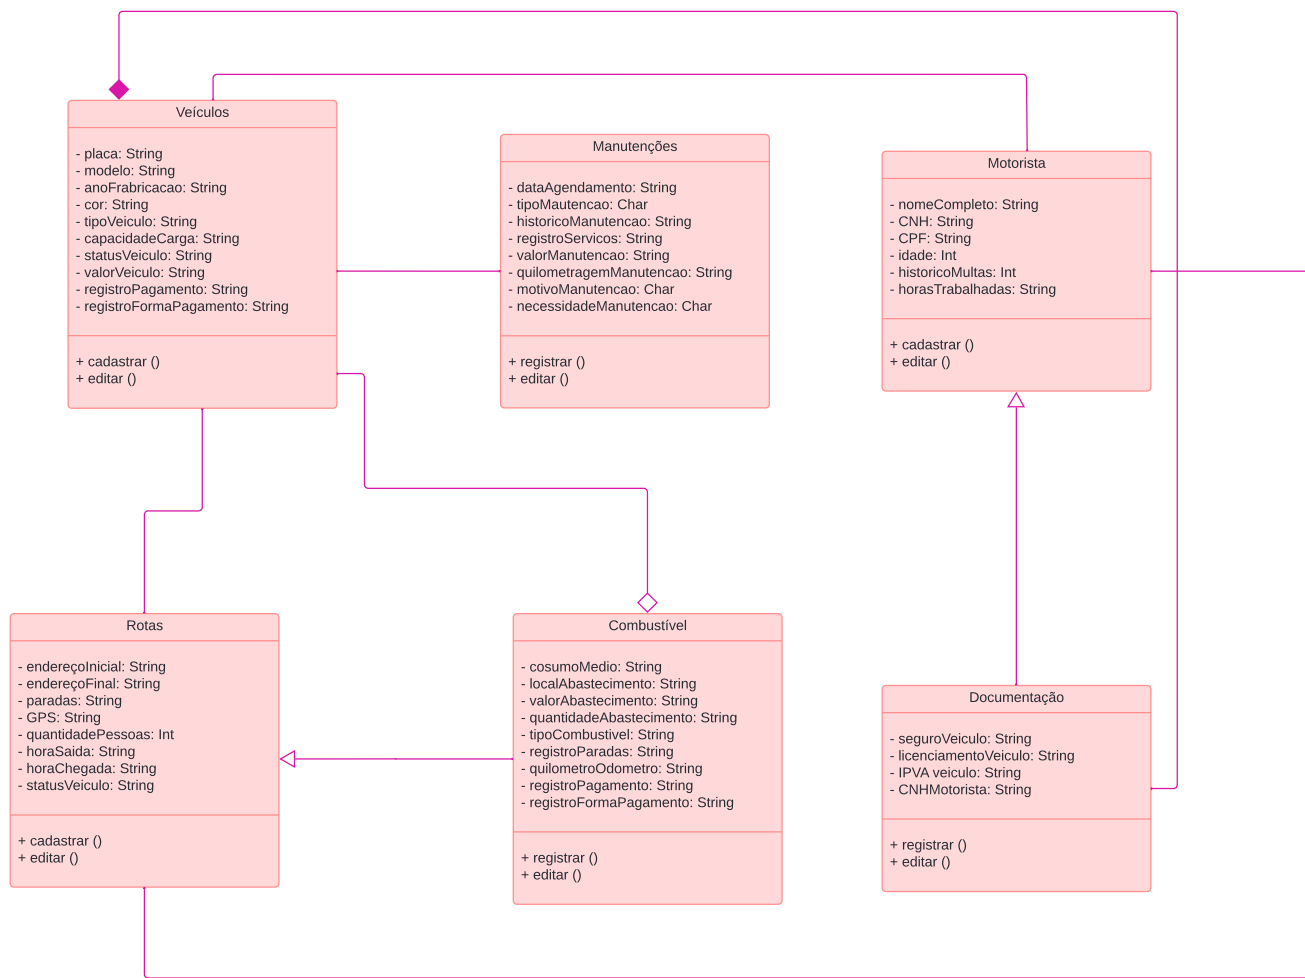 Veículos
- placa: String
- modelo: String
- anoFrabricacao: String
- cor: String
- tipoVeiculo: String
- capacidadeCarga: String
- statusVeiculo: String
- valorVeiculo: String
- registroPagamento: String
- registroFormaPagamento: String
+ cadastrar ()
+ editar ()
Manutenções
- dataAgendamento: String
- tipoMautencao: Char
- historicoManutencao: String
- registroServicos: String
- valorManutencao: String
- quilometragemManutencao: String
- motivoManutencao: Char
- necessidadeManutencao: Char
+ registrar ()
+ editar ()
Motorista
- nomeCompleto: String
- CNH: String
- CPF: String
- idade: Int
- historicoMultas: Int
- horasTrabalhadas: String
+ cadastrar ()
+ editar ()
Rotas
- endereçoInicial: String
- endereçoFinal: String
- paradas: String
- GPS: String
- quantidadePessoas: Int
- horaSaida: String
- horaChegada: String
- statusVeiculo: String
+ cadastrar ()
+ editar ()
Combustível
- cosumoMedio: String
- localAbastecimento: String
- valorAbastecimento: String
- quantidadeAbastecimento: String
- tipoCombustivel: String
- registroParadas: String
- quilometroOdometro: String
- registroPagamento: String
- registroFormaPagamento: String
+ registrar ()
+ editar ()
Documentação
- seguroVeiculo: String
- licenciamentoVeiculo: String
- IPVA veiculo: String
- CNHMotorista: String
+ registrar ()
+ editar ()